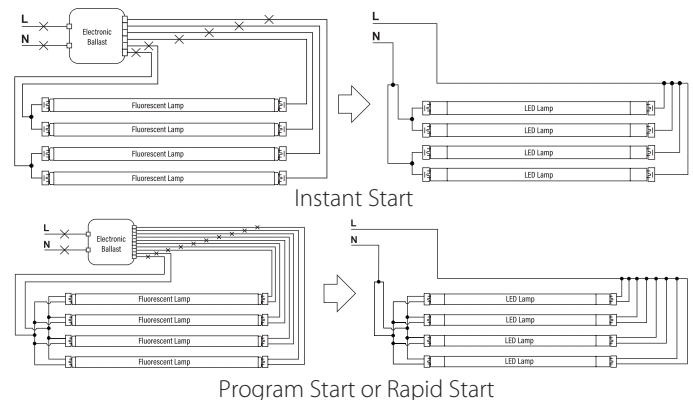 L
N
Electronic
Ballast
Fluorescent Lamp
Fluorescent Lamp
Fluorescent Lamp
Fluorescent Lamp
L
N
LED Lamp
LED Lamp
LED Lamp
LED Lamp
Instant Start
L
N
Electronic
Ballast
Fluorescent Lamp
Fluorescent Lamp
Fluorescent Lamp
Fluorescent Lamp
L
N
LED Lamp
LED Lamp
LED Lamp
LED Lamp
Program Start or Rapid Start